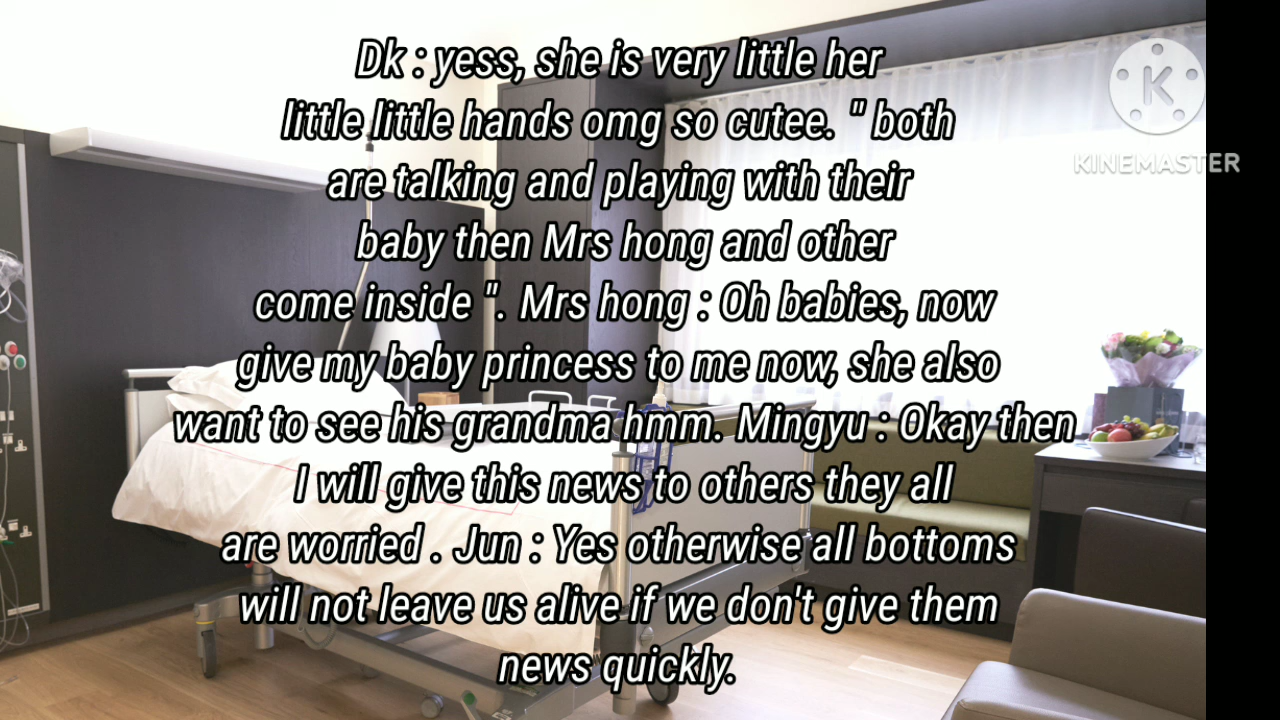 Dk : yess, she is very little her
little little hands omg so cutee. " both
are talking and playing with their
baby then Mrs hong and other
come inside ". Mrs hong : Oh babies, now
give my baby princess to me now, she also
want to see his grandma hmm. Mingyu : Okay then
I will give this news to others they all
are worried . Jun : Yes otherwise all bottoms
will not leave us alive if we don't give them
news quickly.
K
KINEMASTER